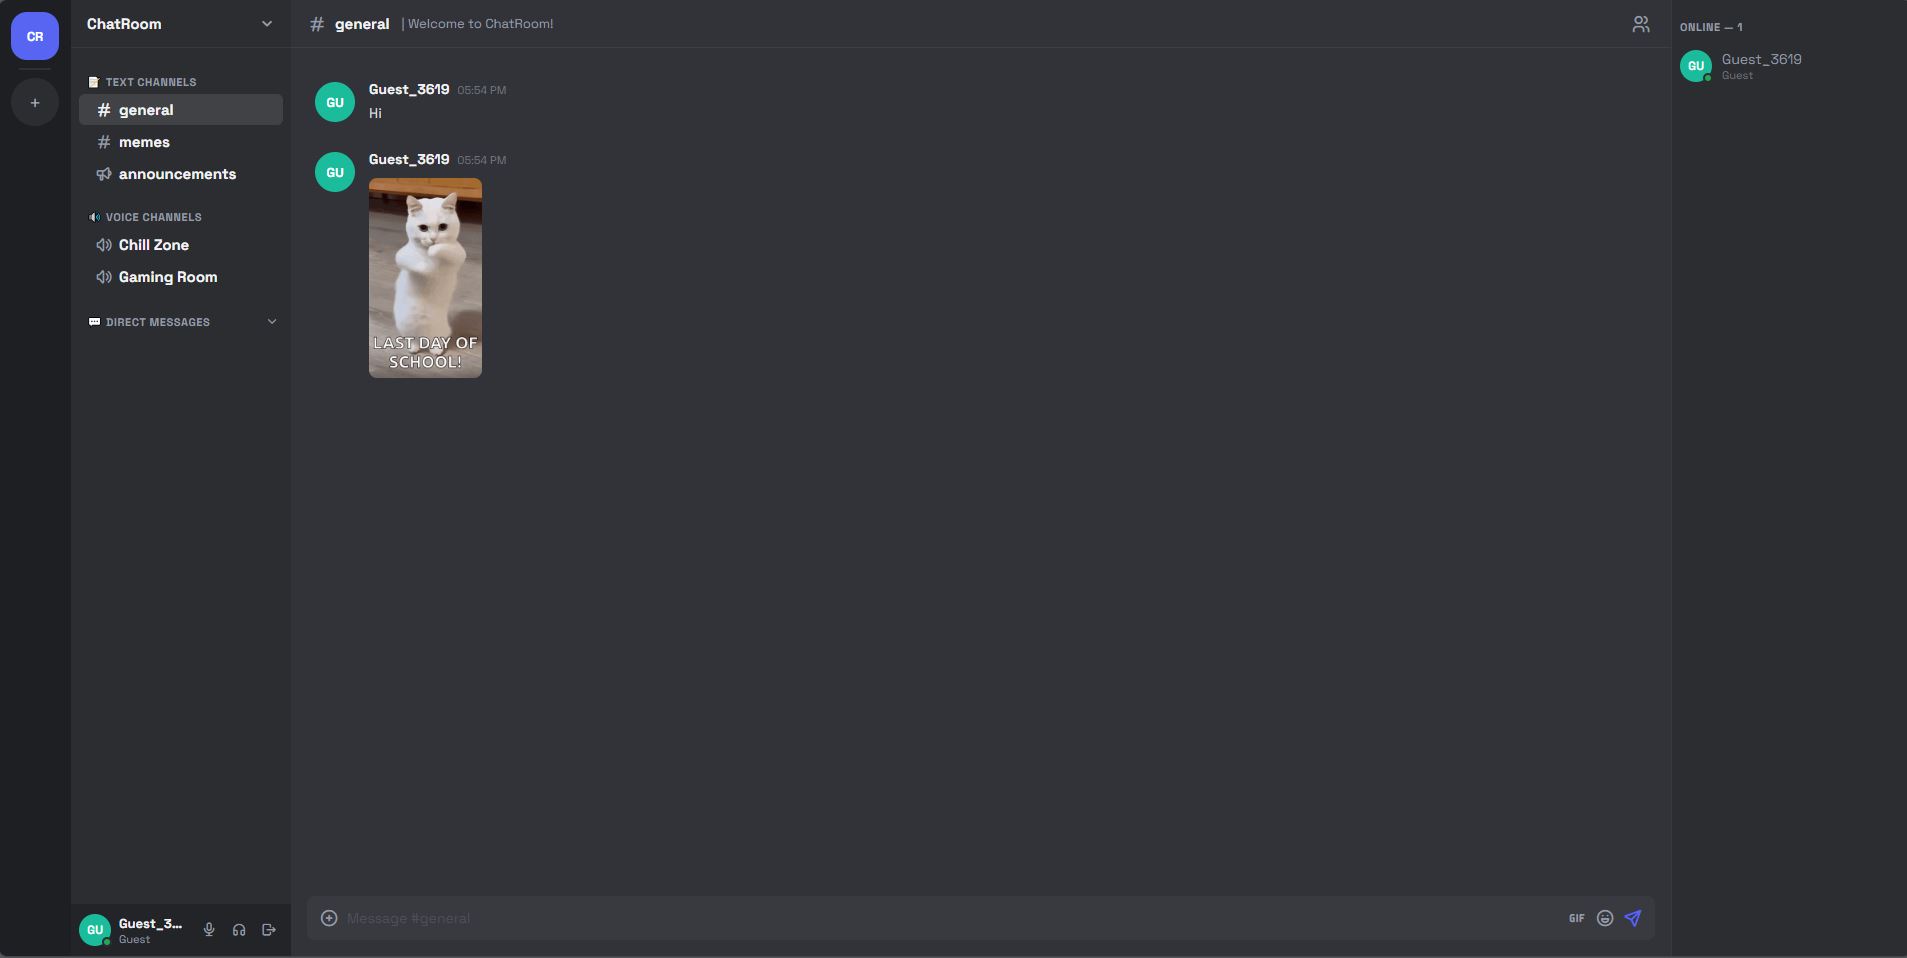 CR
+
ChatRoom
TEXT CHANNELS
# general
# memes
announcements
VOICE CHANNELS
Chill Zone
Gaming Room
DIRECT MESSAGES
GU
Guest_3...
Guest
# general | Welcome to ChatRoom!
GU
Guest_3619 05:54 PM
Hi
GU
Guest_3619 05:54 PM
LAST DAY OF
SCHOOL!
Message #general
GIF
ONLINE — 1
GU
Guest_3619
Guest